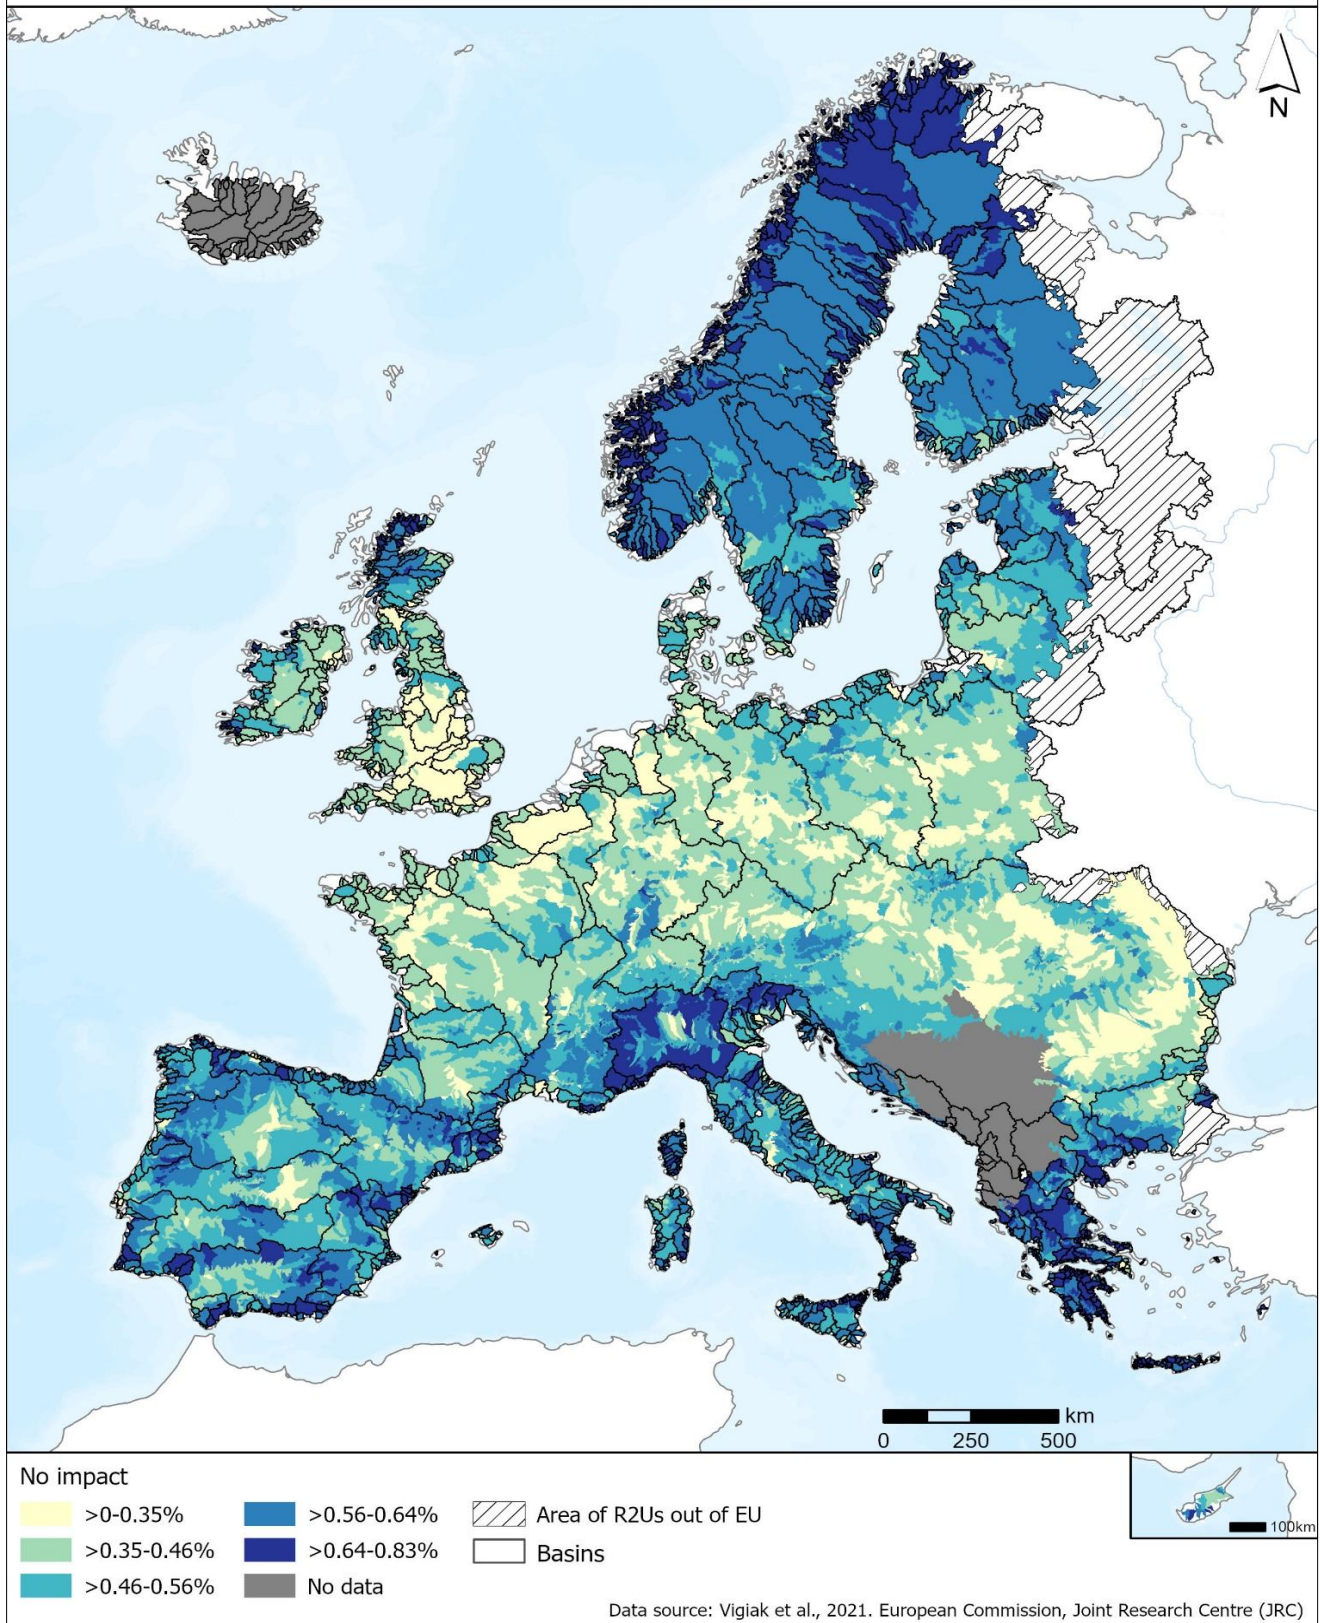 N
km
0 250 500
No impact
>0-0.35%
>0.35-0.46%
>0.46-0.56%
>0.56-0.64%
>0.64-0.83%
No data
Area of R2Us out of EU
Basins
100km
Data source: Vigiak et al., 2021. European Commission, Joint Research Centre (JRC)